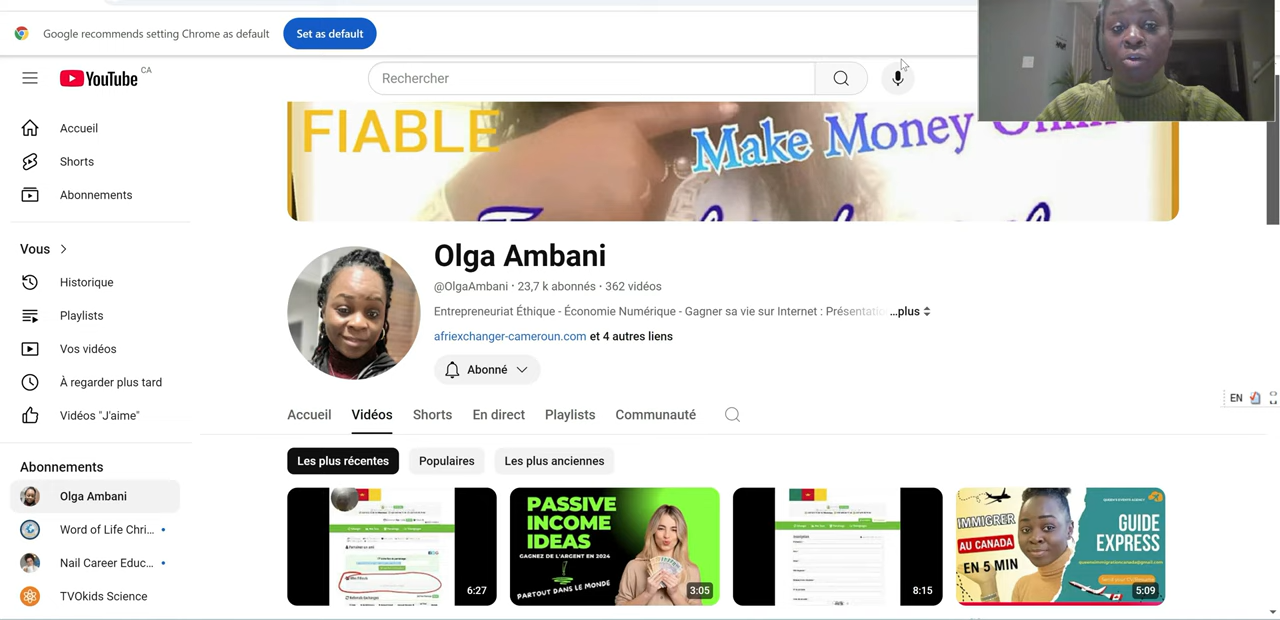 Google recommends setting Chrome as default
Set as default
YouTube CA
Rechercher
Accueil
Shorts
Abonnements
Vous
Historique
Playlists
Vos vidéos
À regarder plus tard
Vidéos "J'aime"
Abonnements
Olga Ambani
Word of Life Chri...
Nail Career Educ...
TVOkids Science
FIABLE
Make Money
Olga Ambani
@OlgaAmbani · 23,7 k abonnés · 362 vidéos
Entrepreneuriat Éthique - Économie Numérique - Gagner sa vie sur Internet : Présentatio ...plus
afriexchanger-cameroun.com et 4 autres liens
Abonné
Accueil Vidéos Shorts En direct Playlists Communauté
EN
Les plus récentes Populaires Les plus anciennes
6:27
PASSIVE
INCOME
IDEAS
GAGNEZ DE L'ARGENT EN 2024
PARTOUT DANS LE MONDE
3:05
8:15
IMMIGRER
AU CANADA
EN 5 MIN
GUIDE
EXPRESS
5:09